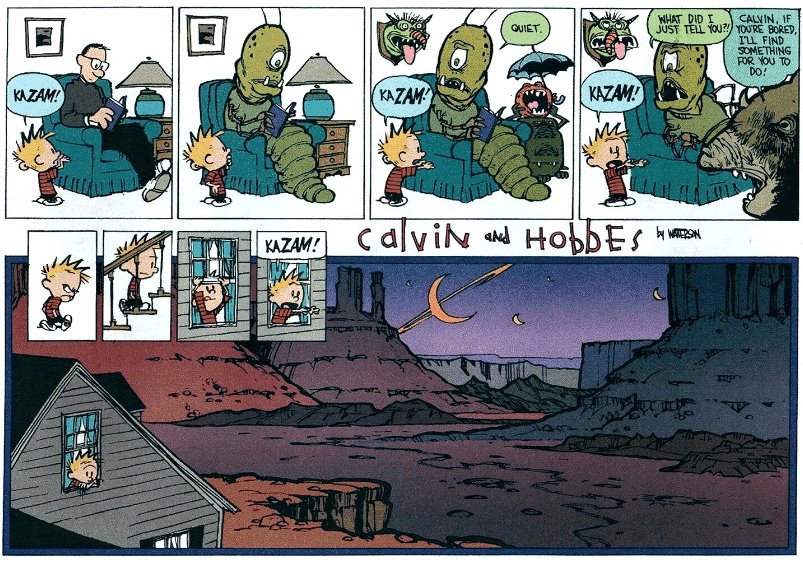 KAZAM!
KAZAM!
QUIET.
KAZAM!
WHAT DID I
JUST TELL YOU?!
CALVIN, IF
YOU'RE BORED,
I'LL FIND
SOMETHING
FOR YOU TO
DO!
KAZAM!
CALVIN AND HOBBES
by WATTERSON